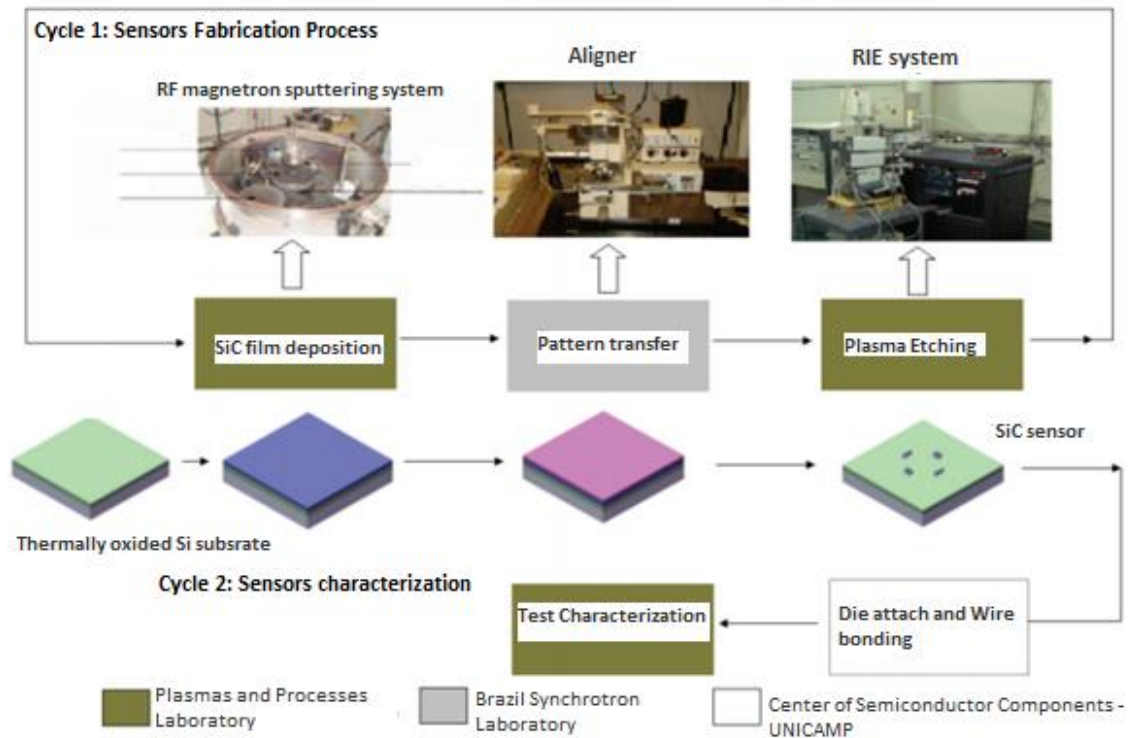 Cycle 1: Sensors Fabrication Process
RF magnetron sputtering system
Aligner
RIE system
SiC film deposition
Pattern transfer
Plasma Etching
SiC sensor
Thermally oxided Si subsrate
Cycle 2: Sensors characterization
Test Characterization
Die attach and Wire
bonding
Plasmas and Processes
Laboratory
Brazil Synchrotron
Laboratory
Center of Semiconductor Components -
UNICAMP